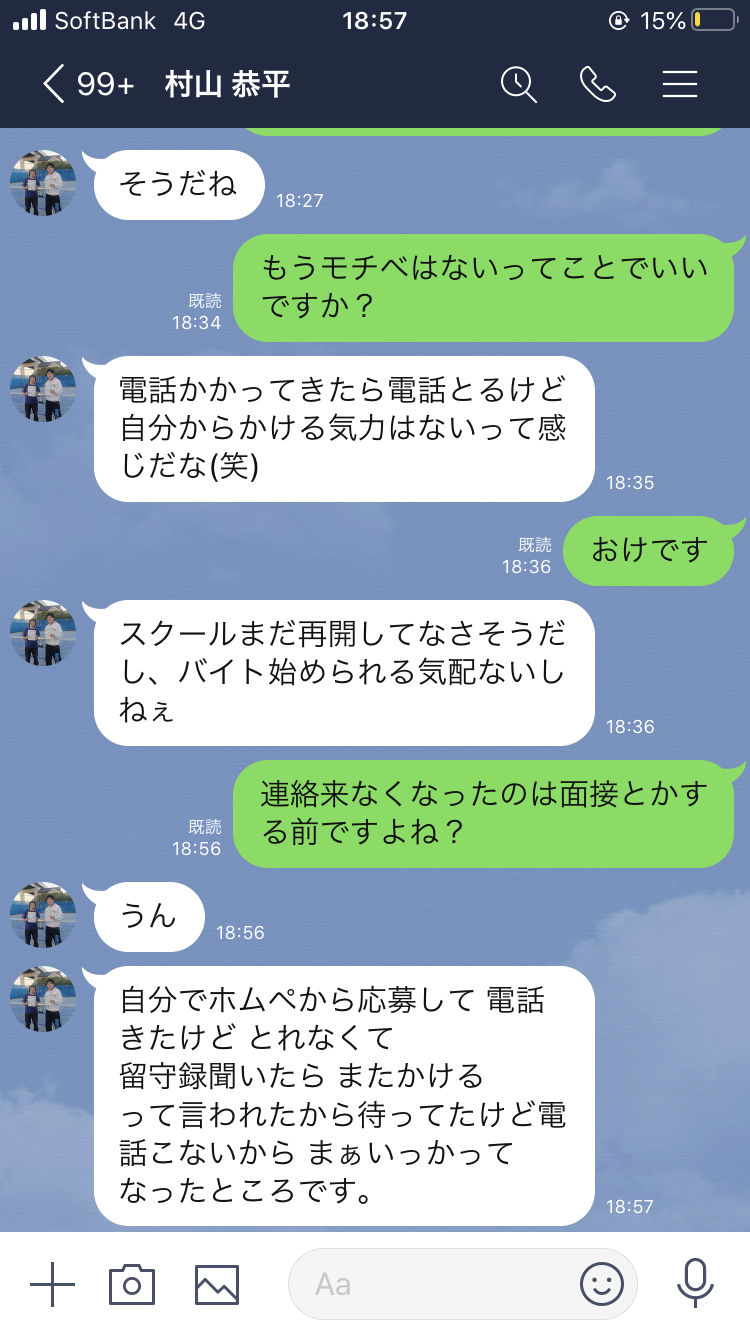 SoftBank 4G 18:57 15%
99+ 村山 恭平
そうだね
18:27
もうモチベはないってことでいい
ですか？
既読
18:34
電話かかってきたら電話とるけど
自分からかける気力はないって感
じだな(笑)
18:35
おけです
既読
18:36
スクールまだ再開してなさそうだ
し、バイト始められる気配ないし
ねぇ
18:36
連絡来なくなったのは面接とかす
る前ですよね？
既読
18:56
うん
18:56
自分でホムペから応募して 電話
きたけど とれなくて
留守録聞いたら またかける
って言われたから待ってたけど電
話こないから まぁいっかって
なったところです。
18:57
Aa